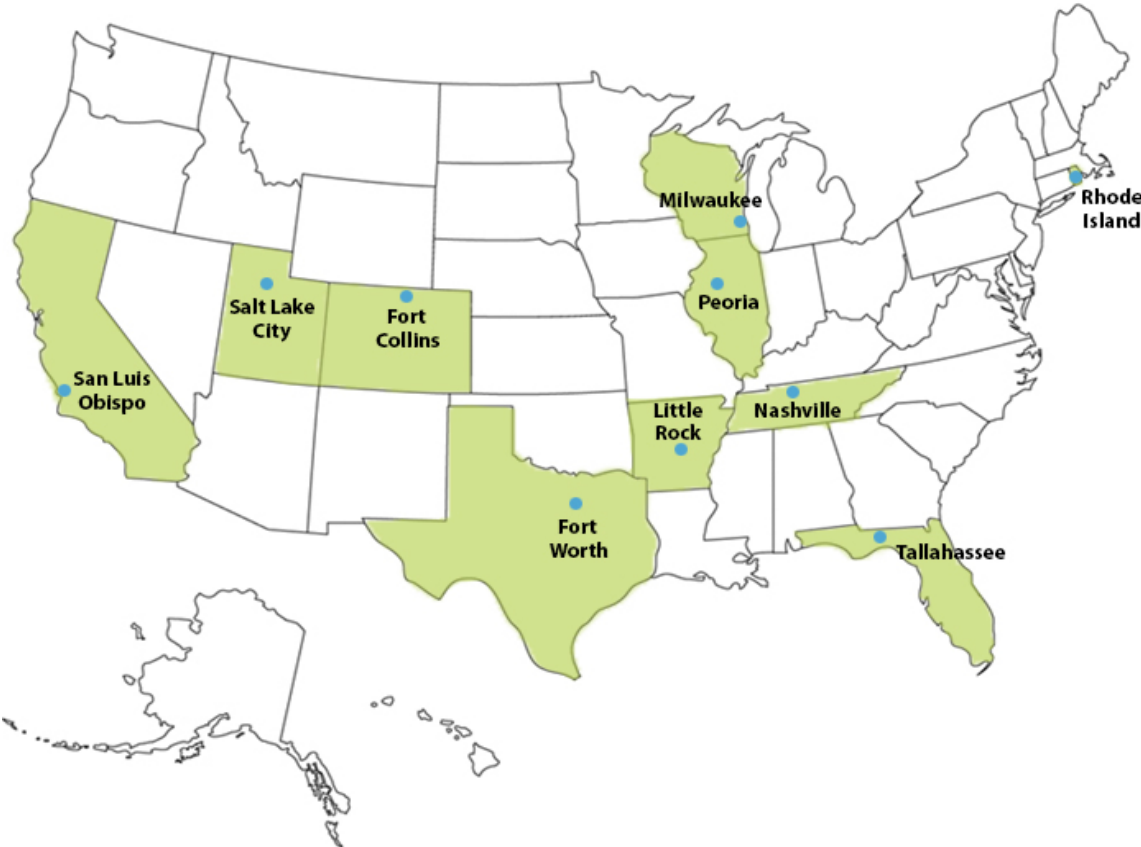 Milwaukee
Rhode
Island
Peoria
Salt Lake
City
Fort
Collins
San Luis
Obispo
Little
Rock
Nashville
Fort
Worth
Tallahassee